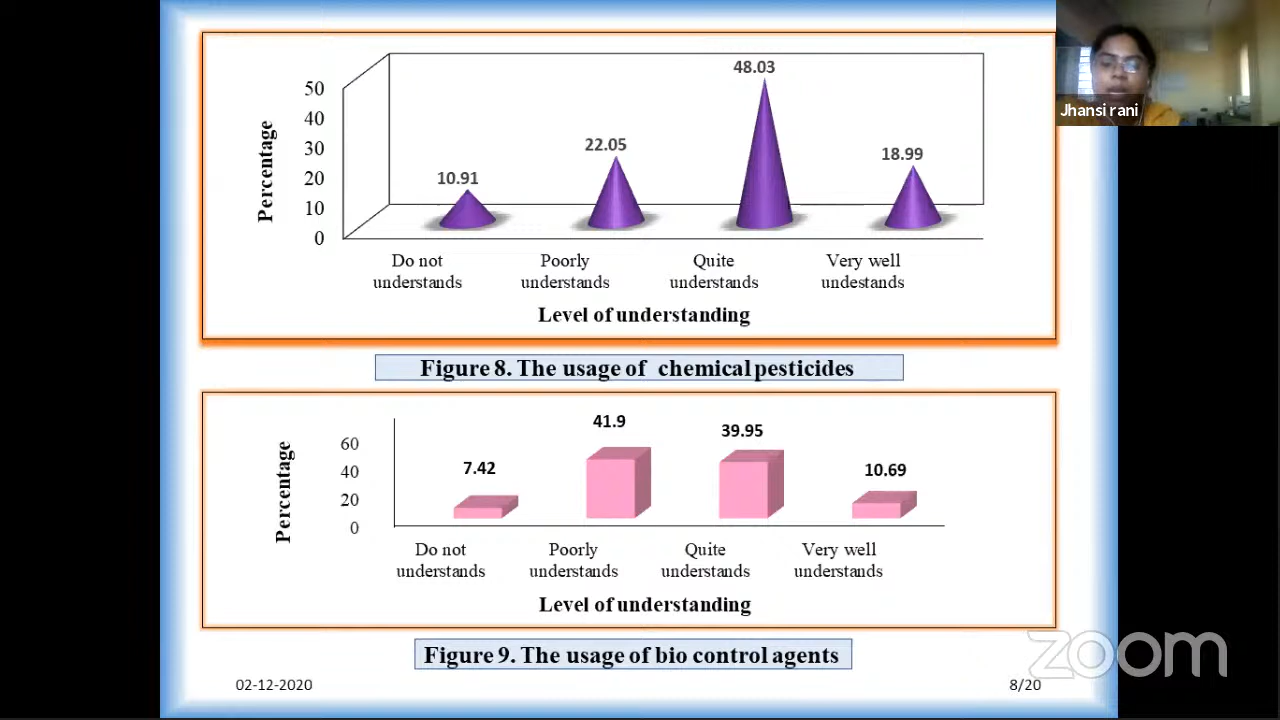 Jhansi rani
48.03
50
40
22.05
18.99
30
10.91
20
10
0
Percentage
Do not
understands
Poorly
understands
Quite
understands
Very well
undestands
Level of understanding
Figure 8. The usage of chemical pesticides
41.9
39.95
60
7.42
10.69
40
20
0
Percentage
Do not
understands
Poorly
understands
Quite
understands
Very well
understands
Level of understanding
Figure 9. The usage of bio control agents
02-12-2020
8/20
zoom